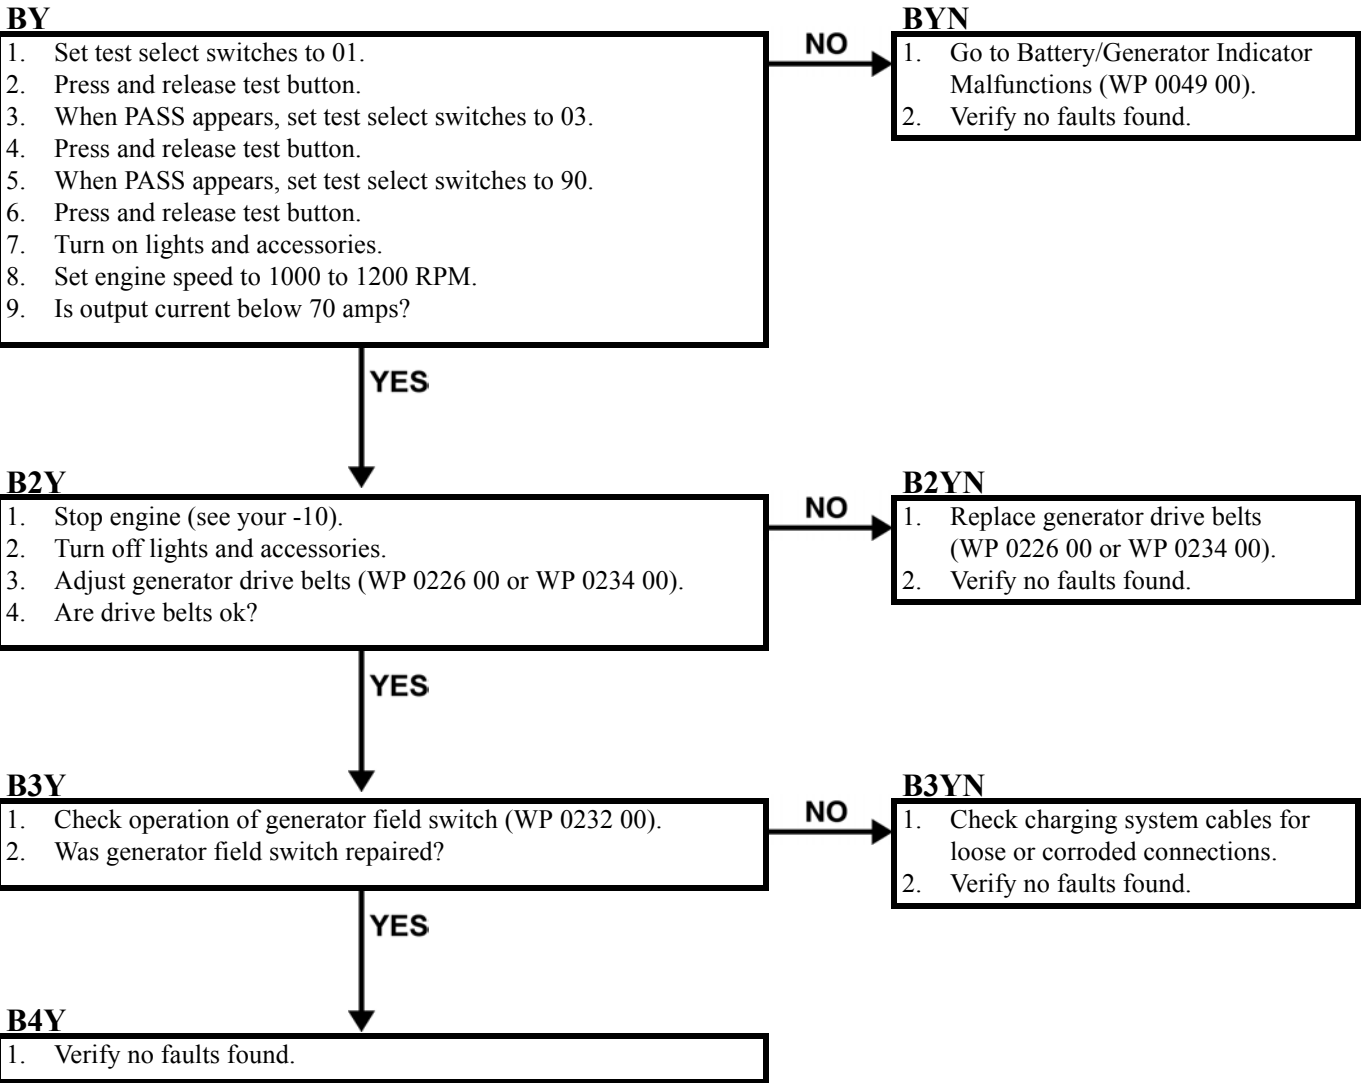 BY
1. Set test select switches to 01.
2. Press and release test button.
3. When PASS appears, set test select switches to 03.
4. Press and release test button.
5. When PASS appears, set test select switches to 90.
6. Press and release test button.
7. Turn on lights and accessories.
8. Set engine speed to 1000 to 1200 RPM.
9. Is output current below 70 amps?
NO
BYN
1. Go to Battery/Generator Indicator
Malfunctions (WP 0049 00).
2. Verify no faults found.
YES
B2Y
1. Stop engine (see your -10).
2. Turn off lights and accessories.
3. Adjust generator drive belts (WP 0226 00 or WP 0234 00).
4. Are drive belts ok?
NO
B2YN
1. Replace generator drive belts
(WP 0226 00 or WP 0234 00).
2. Verify no faults found.
YES
B3Y
1. Check operation of generator field switch (WP 0232 00).
2. Was generator field switch repaired?
NO
B3YN
1. Check charging system cables for
loose or corroded connections.
2. Verify no faults found.
YES
B4Y
1. Verify no faults found.